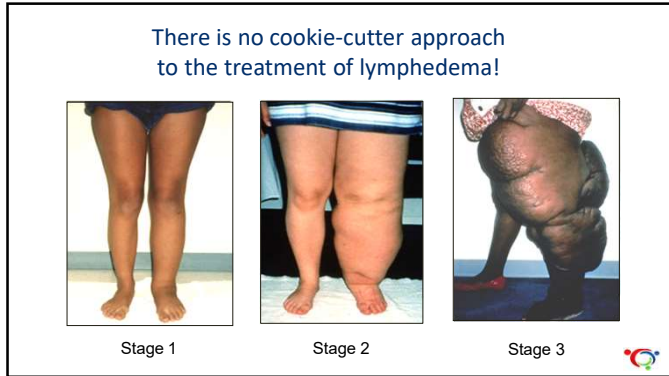 There is no cookie-cutter approach
to the treatment of lymphedema!
Stage 1
Stage 2
Stage 3